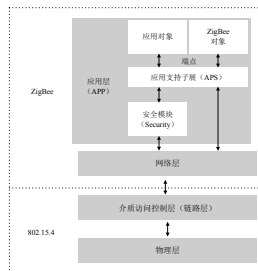 应用对象
ZigBee
对象
端点
应用层
（APP）
应用支持子层（APS）
ZigBee
安全模块
（Security）
网络层
介质访问控制层（链路层）
802.15.4
物理层